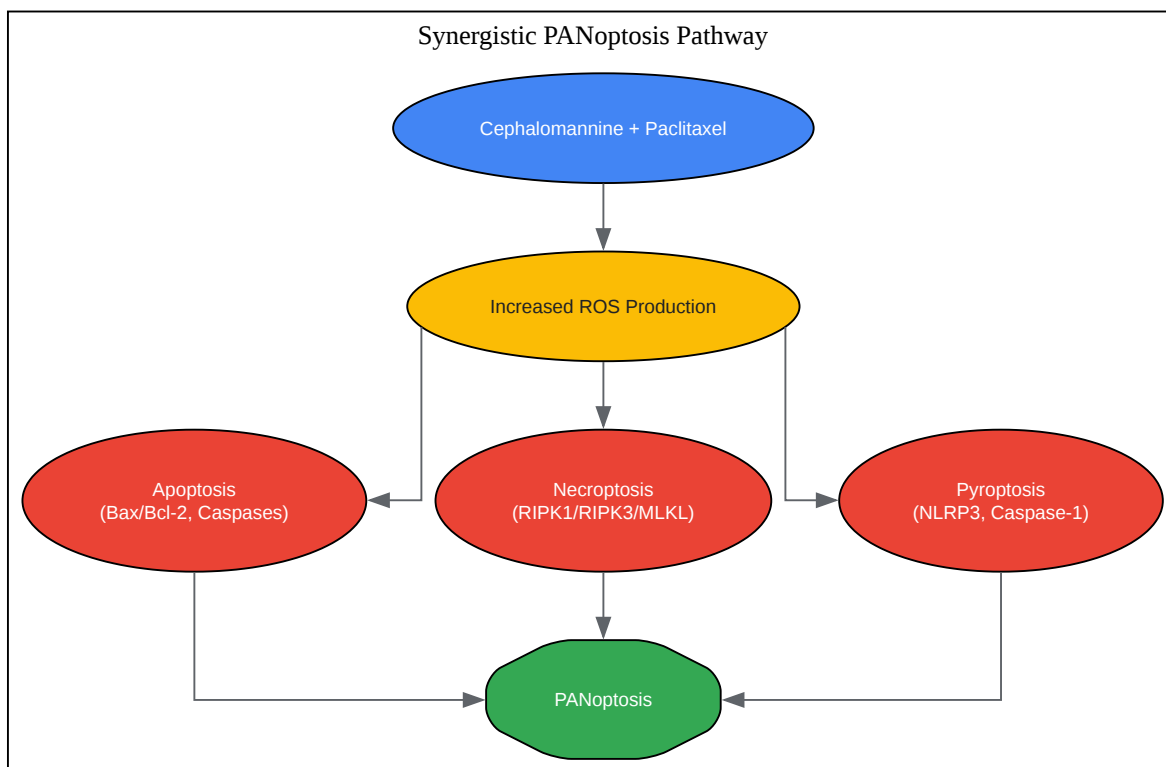 Synergistic PANoptosis Pathway
Cephalomannine + Paclitaxel
Increased ROS Production
Apoptosis
(Bax/Bcl-2, Caspases)
Necroptosis
(RIPK1/RIPK3/MLKL)
Pyroptosis
(NLRP3, Caspase-1)
PANoptosis